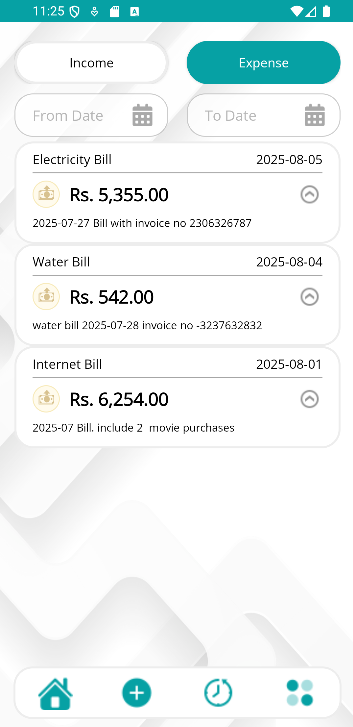 11:25
Income
Expense
From Date
To Date
Electricity Bill 2025-08-05
Rs. 5,355.00
2025-07-27 Bill with invoice no 2306326787
Water Bill 2025-08-04
Rs. 542.00
water bill 2025-07-28 invoice no -3237632832
Internet Bill 2025-08-01
Rs. 6,254.00
2025-07 Bill. include 2  movie purchases